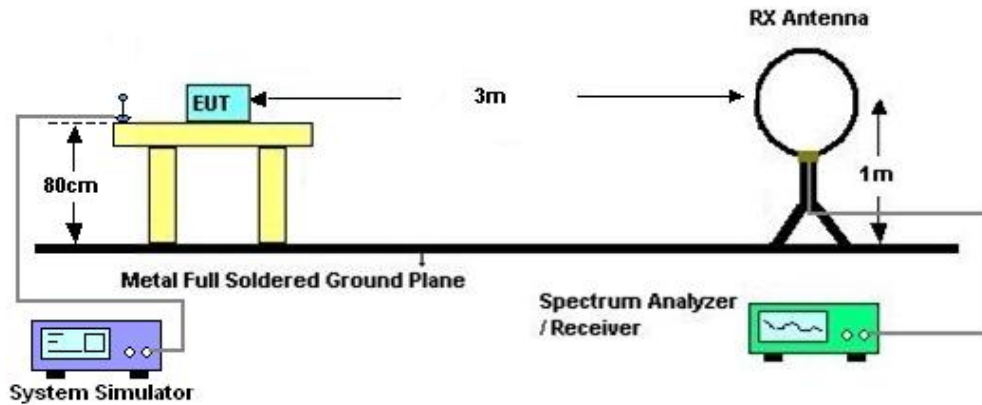 RX Antenna
EUT
3m
80cm
1m
Metal Full Soldered Ground Plane
Spectrum Analyzer
/ Receiver
System Simulator